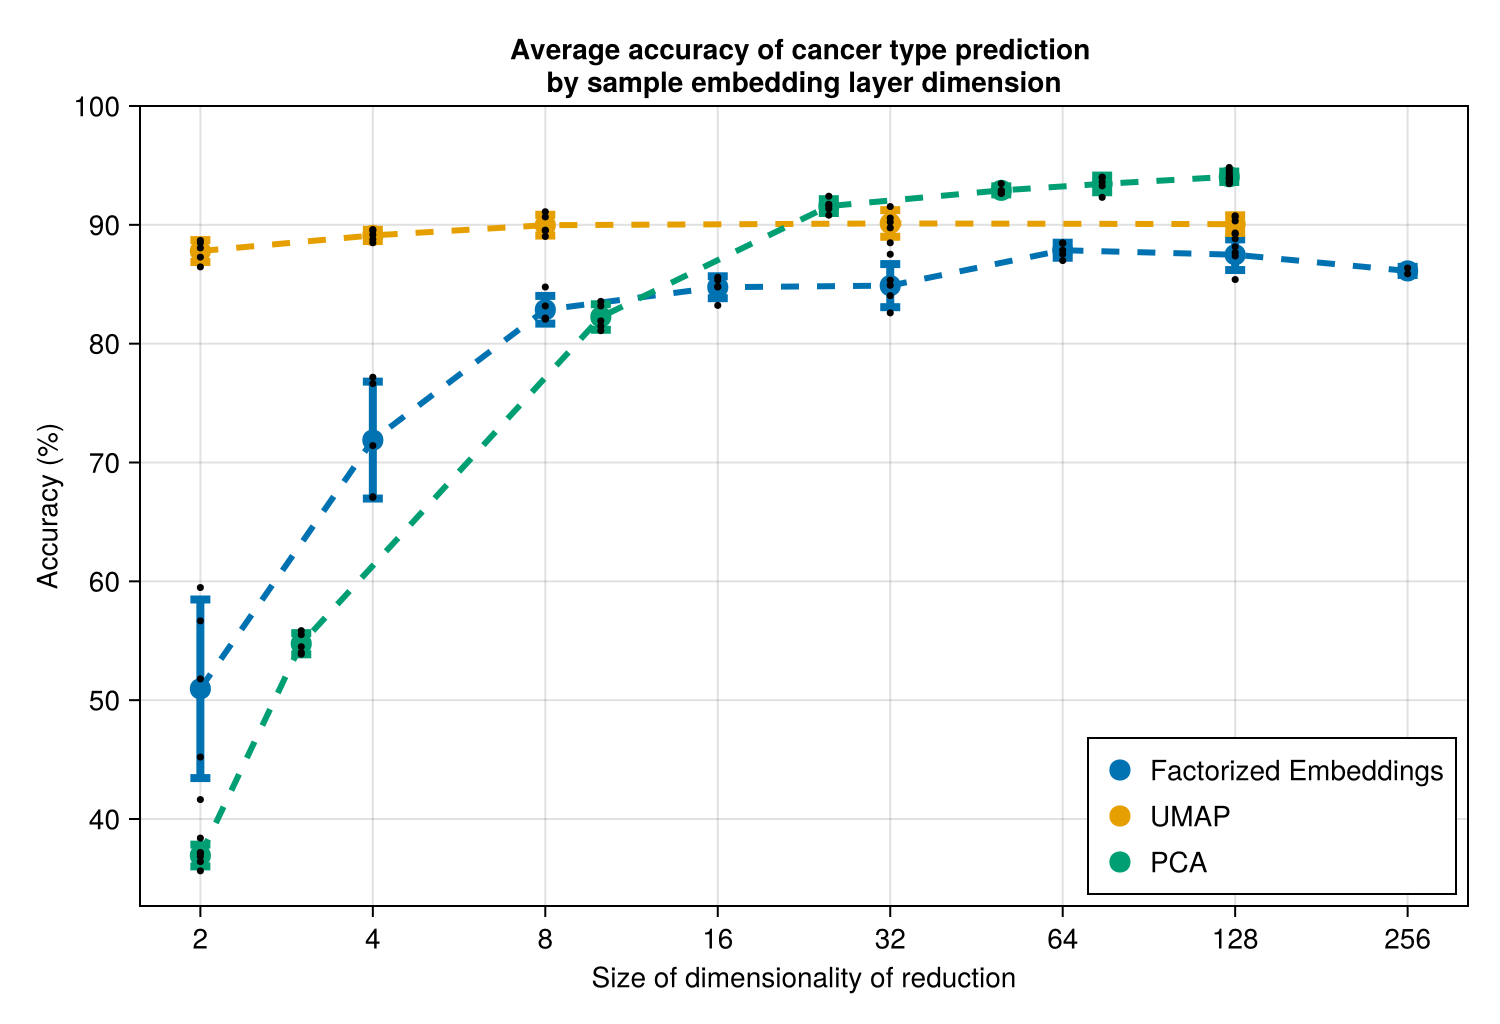 Average accuracy of cancer type prediction
by sample embedding layer dimension
100
90
80
70
60
50
40
Accuracy (%)
2 4 8 16 32 64 128 256
Size of dimensionality of reduction
Factorized Embeddings
UMAP
PCA